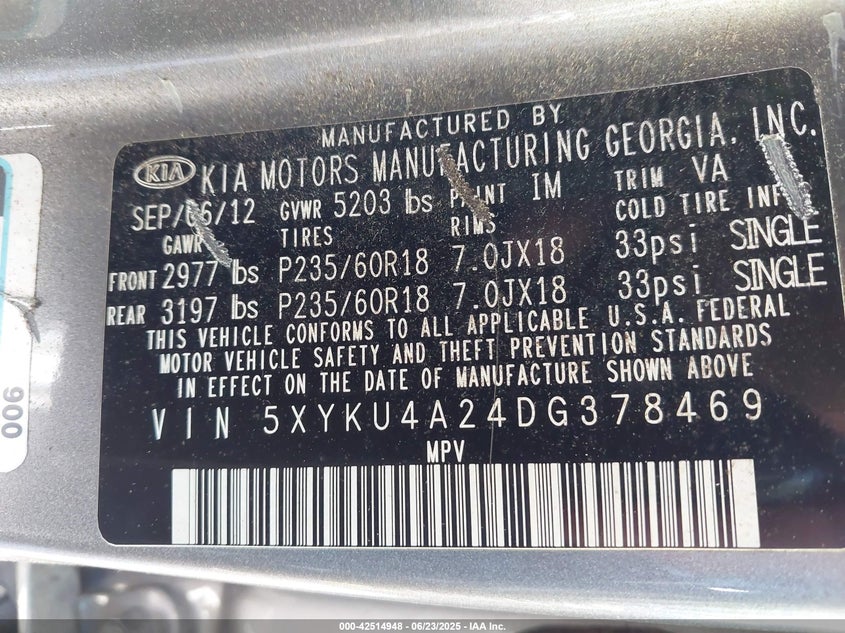 MANUFACTURED BY
KIA KIA MOTORS MANUFACTURING GEORGIA, INC.
SEP/06/12 GVWR 5203 lbs PAINT IM TRIM VA
GAWR TIRES RIMS COLD TIRE INF
FRONT 2977 lbs P235/60R18 7.0JX18 33psi SINGLE
REAR 3197 lbs P235/60R18 7.0JX18 33psi SINGLE
THIS VEHICLE CONFORMS TO ALL APPLICABLE U.S.A. FEDERAL
MOTOR VEHICLE SAFETY AND THEFT PREVENTION STANDARDS
IN EFFECT ON THE DATE OF MANUFACTURE SHOWN ABOVE
VIN 5XYKU4A24DG378469
MPV
900
000-42514948 - 06/23/2025 - IAA Inc.